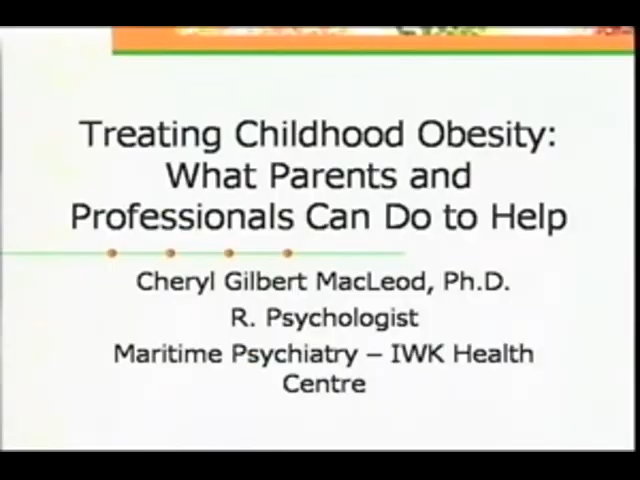 Treating Childhood Obesity:
What Parents and
Professionals Can Do to Help
Cheryl Gilbert MacLeod, Ph.D.
R. Psychologist
Maritime Psychiatry – IWK Health
Centre